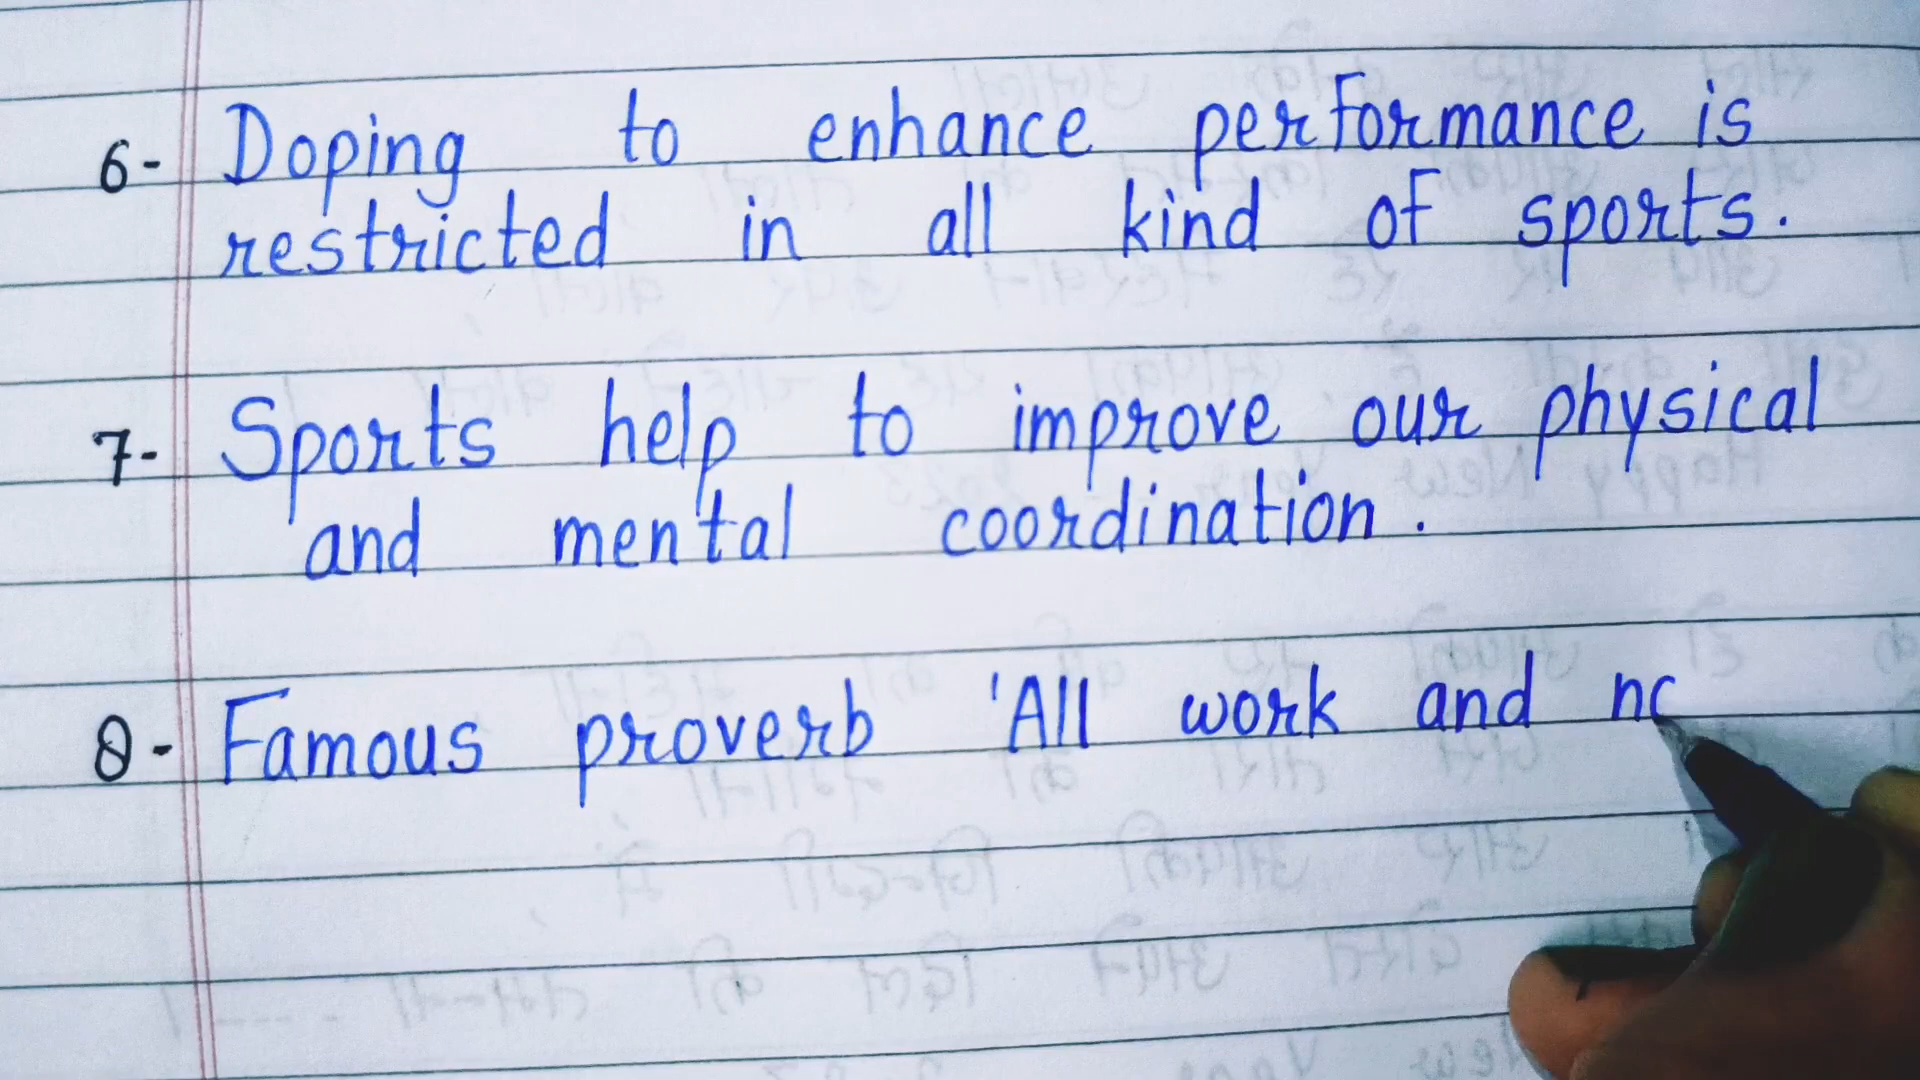 6- Doping to enhance performance is
restricted in all kind of sports.
7- Sports help to improve our physical
and mental coordination.
8- Famous proverb 'All work and